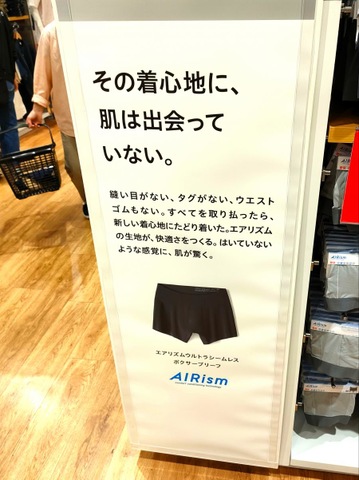 その着心地に、
肌は出会って
いない。
縫い目がない、タグがない、ウエスト
ゴムもない。すべてを取り払ったら、
新しい着心地にたどり着いた。エアリズム
の生地が、快適さをつくる。はいていない
ような感覚に、肌が驚く。
エアリズムウルトラシームレス
ボクサーブリーフ
AIRism